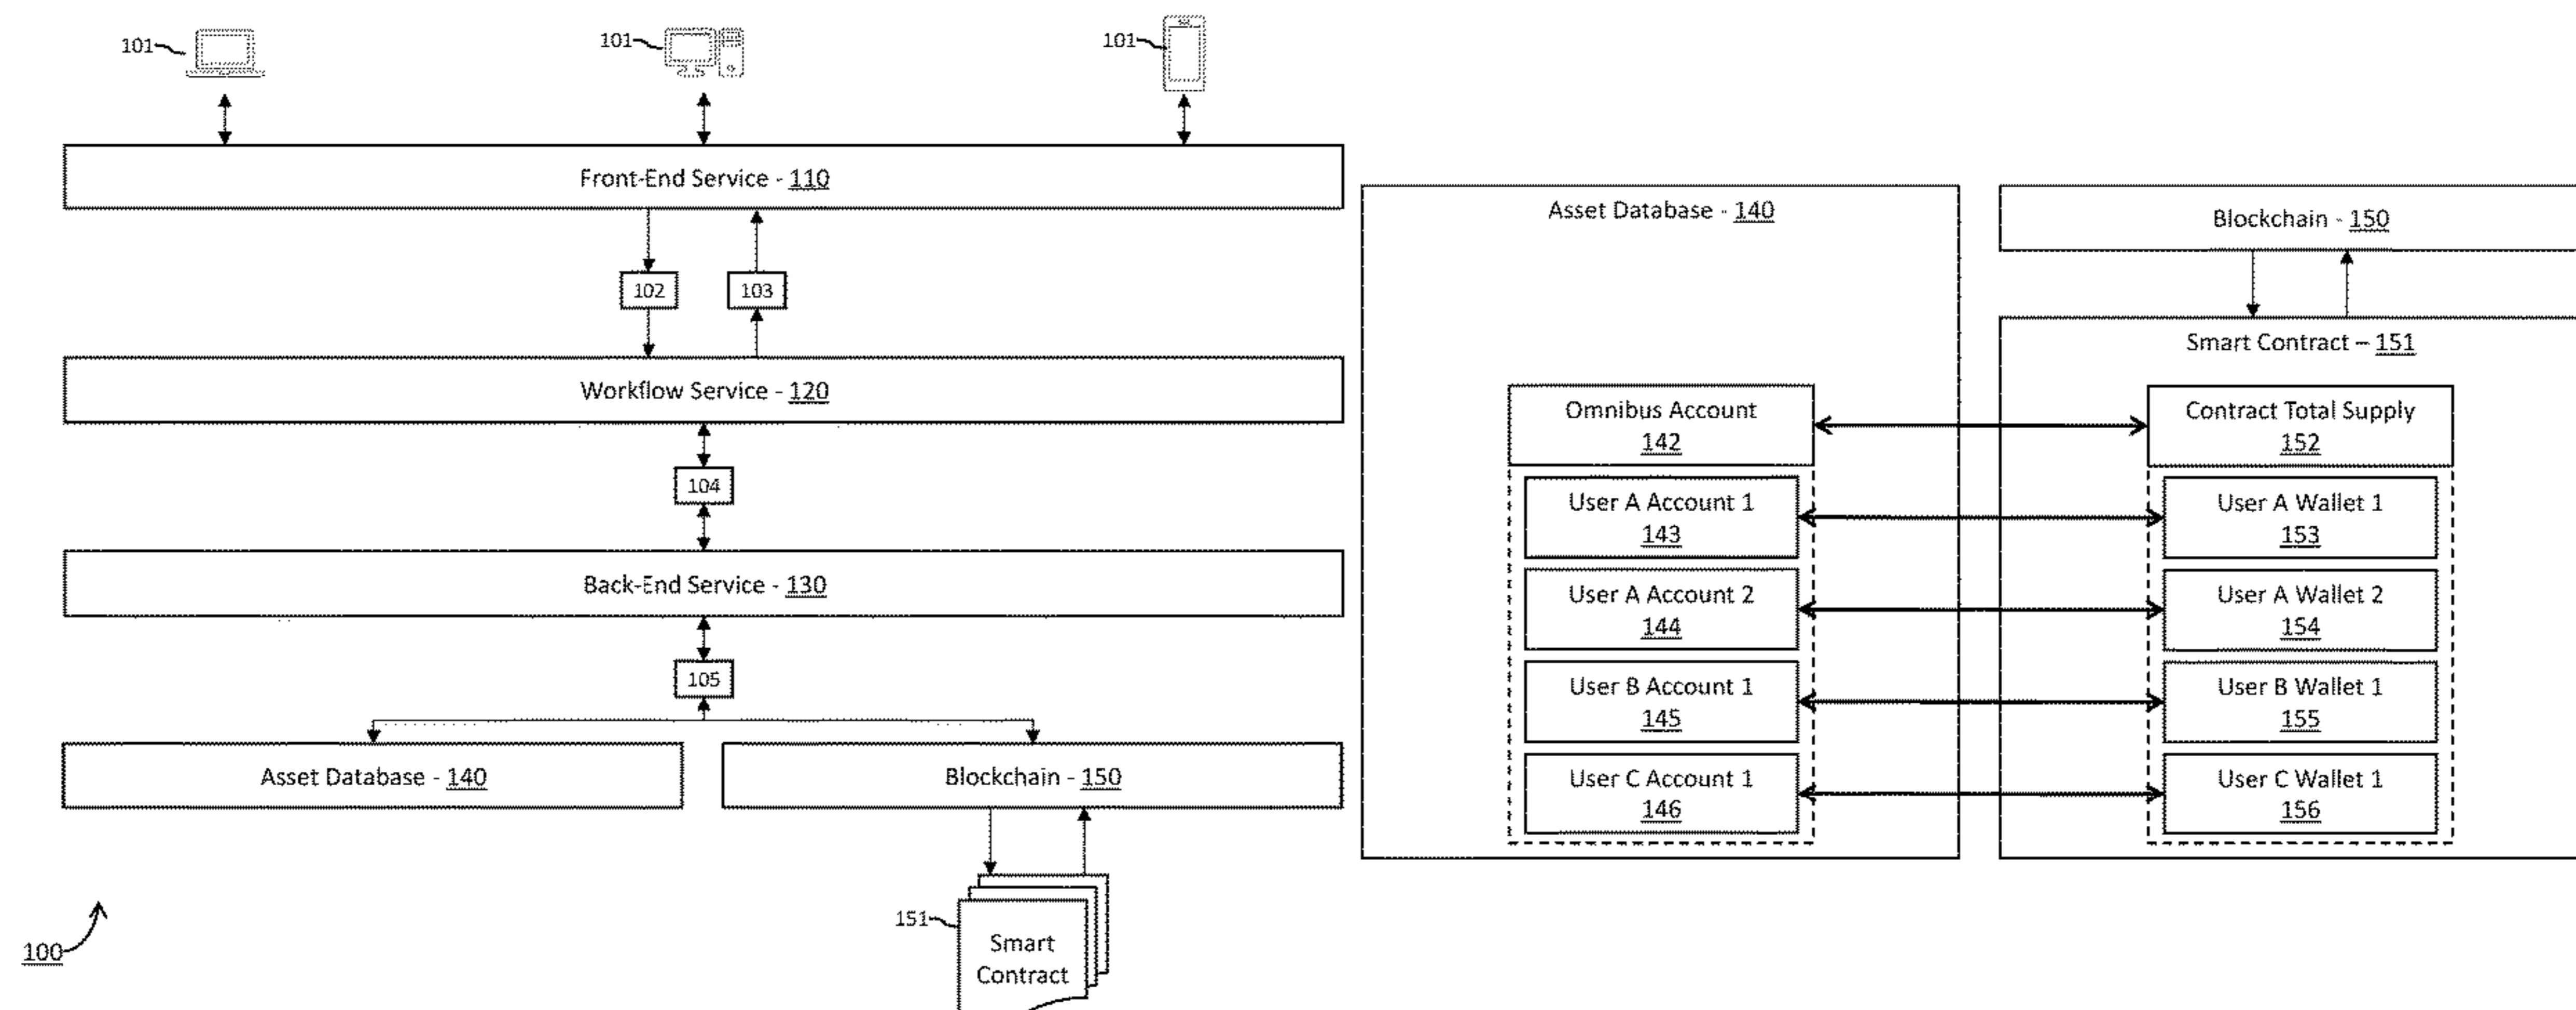 101
101
101
Front-End Service - 110
102
103
Workflow Service - 120
104
Back-End Service - 130
105
Asset Database - 140
Blockchain - 150
151
Smart
Contract
100
Asset Database - 140
Omnibus Account
142
User A Account 1
143
User A Account 2
144
User B Account 1
145
User C Account 1
146
Blockchain - 150
Smart Contract – 151
Contract Total Supply
152
User A Wallet 1
153
User A Wallet 2
154
User B Wallet 1
155
User C Wallet 1
156